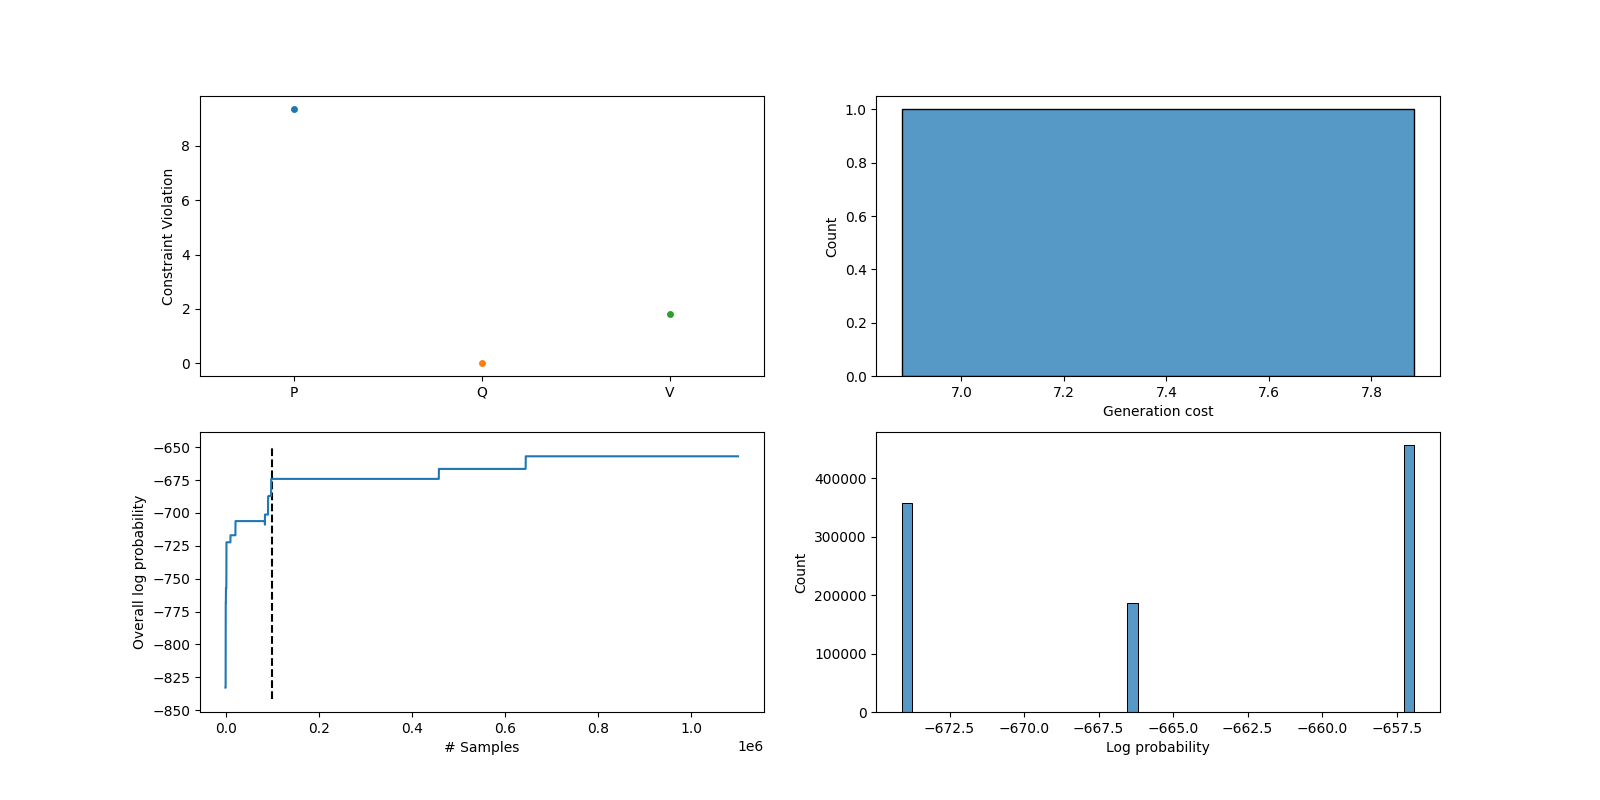 8
6
4
2
0
Constraint Violation
P Q V
1.0
0.8
0.6
0.4
0.2
0.0
Count
7.0 7.2 7.4 7.6 7.8
Generation cost
−650
−675
−700
−725
−750
−775
−800
−825
−850
Overall log probability
0.0 0.2 0.4 0.6 0.8 1.0
# Samples
1e6
400000
300000
200000
100000
0
Count
−672.5 −670.0 −667.5 −665.0 −662.5 −660.0 −657.5
Log probability